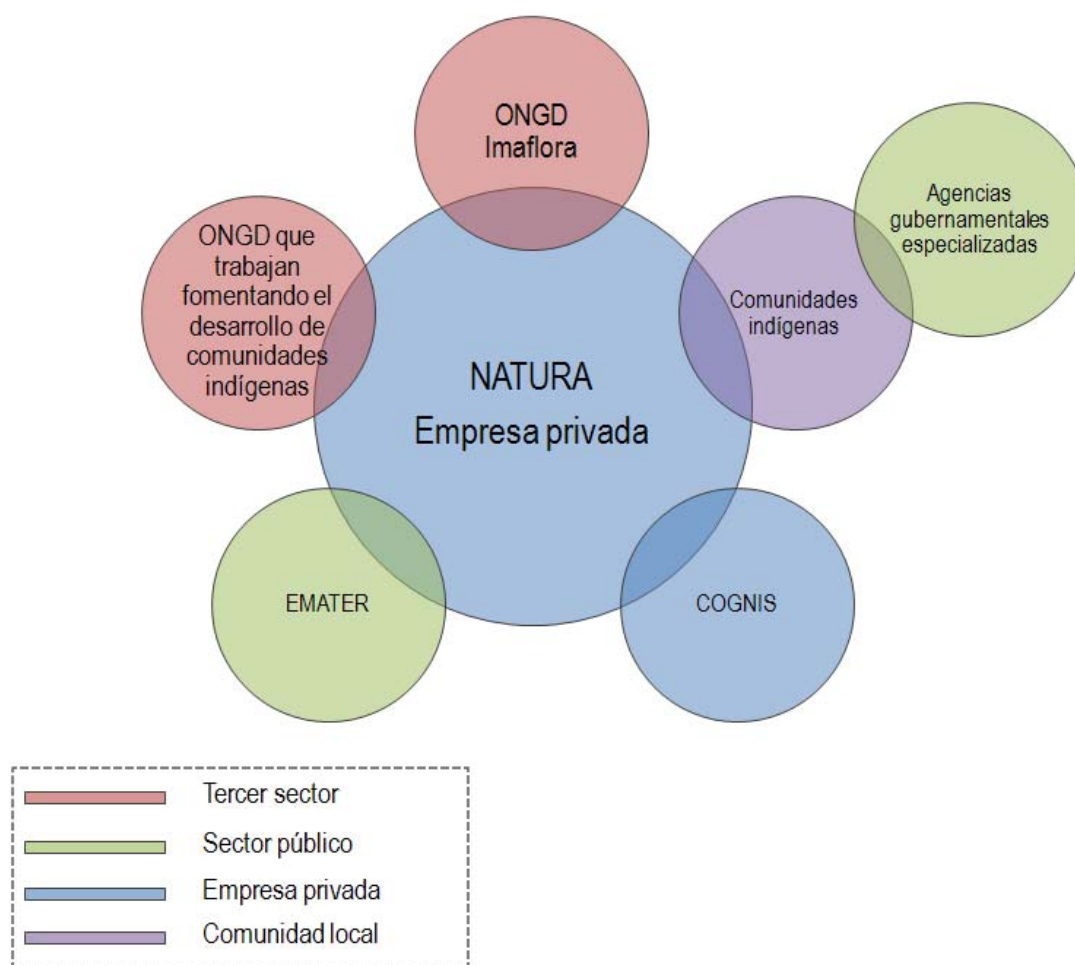 ONGD
Imaflora
Agencias
gubernamentales
especializadas
ONGD que
trabajan
fomentando el
desarrollo de
comunidades
indígenas
Comunidades
indígenas
NATURA
Empresa privada
EMATER
COGNIS
Tercer sector
Sector público
Empresa privada
Comunidad local